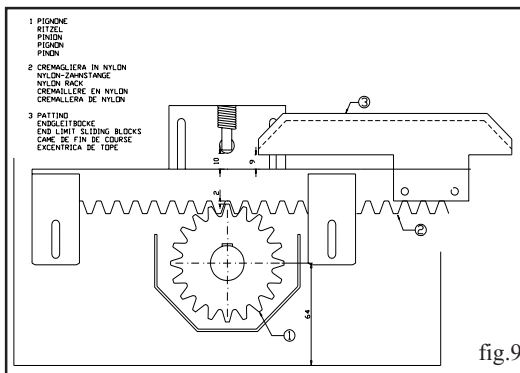 1 PIGNONE
RITZEL
PINION
PIGNON
PINON
2 CREMAGLIERA IN NYLON
NYLON-ZAHNSTANGE
NYLON RACK
CREMAILLERE EN NYLON
CREMALLERA DE NYLON
3 PATTINO
ENDGLEITBOCKE
END LIMIT SLIDING BLOCKS
CAME DE FIN DE COURSE
EXCENTRICA DE TOPE
3
10
9
2
2
1
64
fig.9